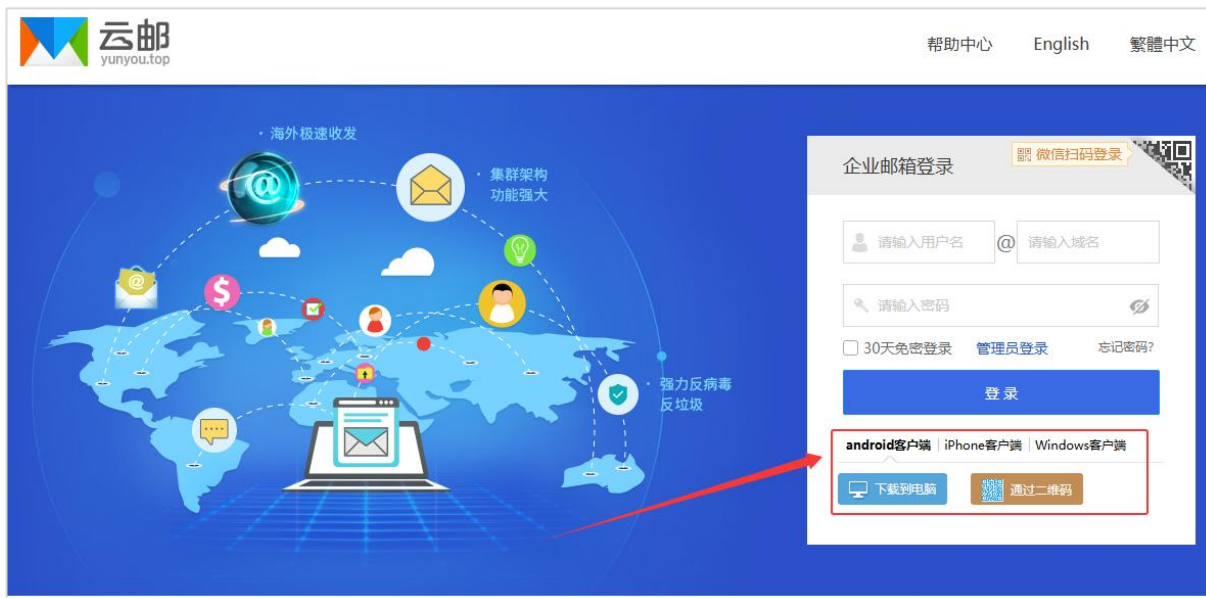 云邮
yunyou.top
帮助中心 English 繁體中文
· 海外极速收发
· 集群架构
功能强大
· 强力反病毒
反垃圾
企业邮箱登录
微信扫码登录
请输入用户名 @ 请输入域名
请输入密码
30天免密登录 管理员登录 忘记密码?
登录
android客户端 iPhone客户端 Windows客户端
下载到电脑 通过二维码